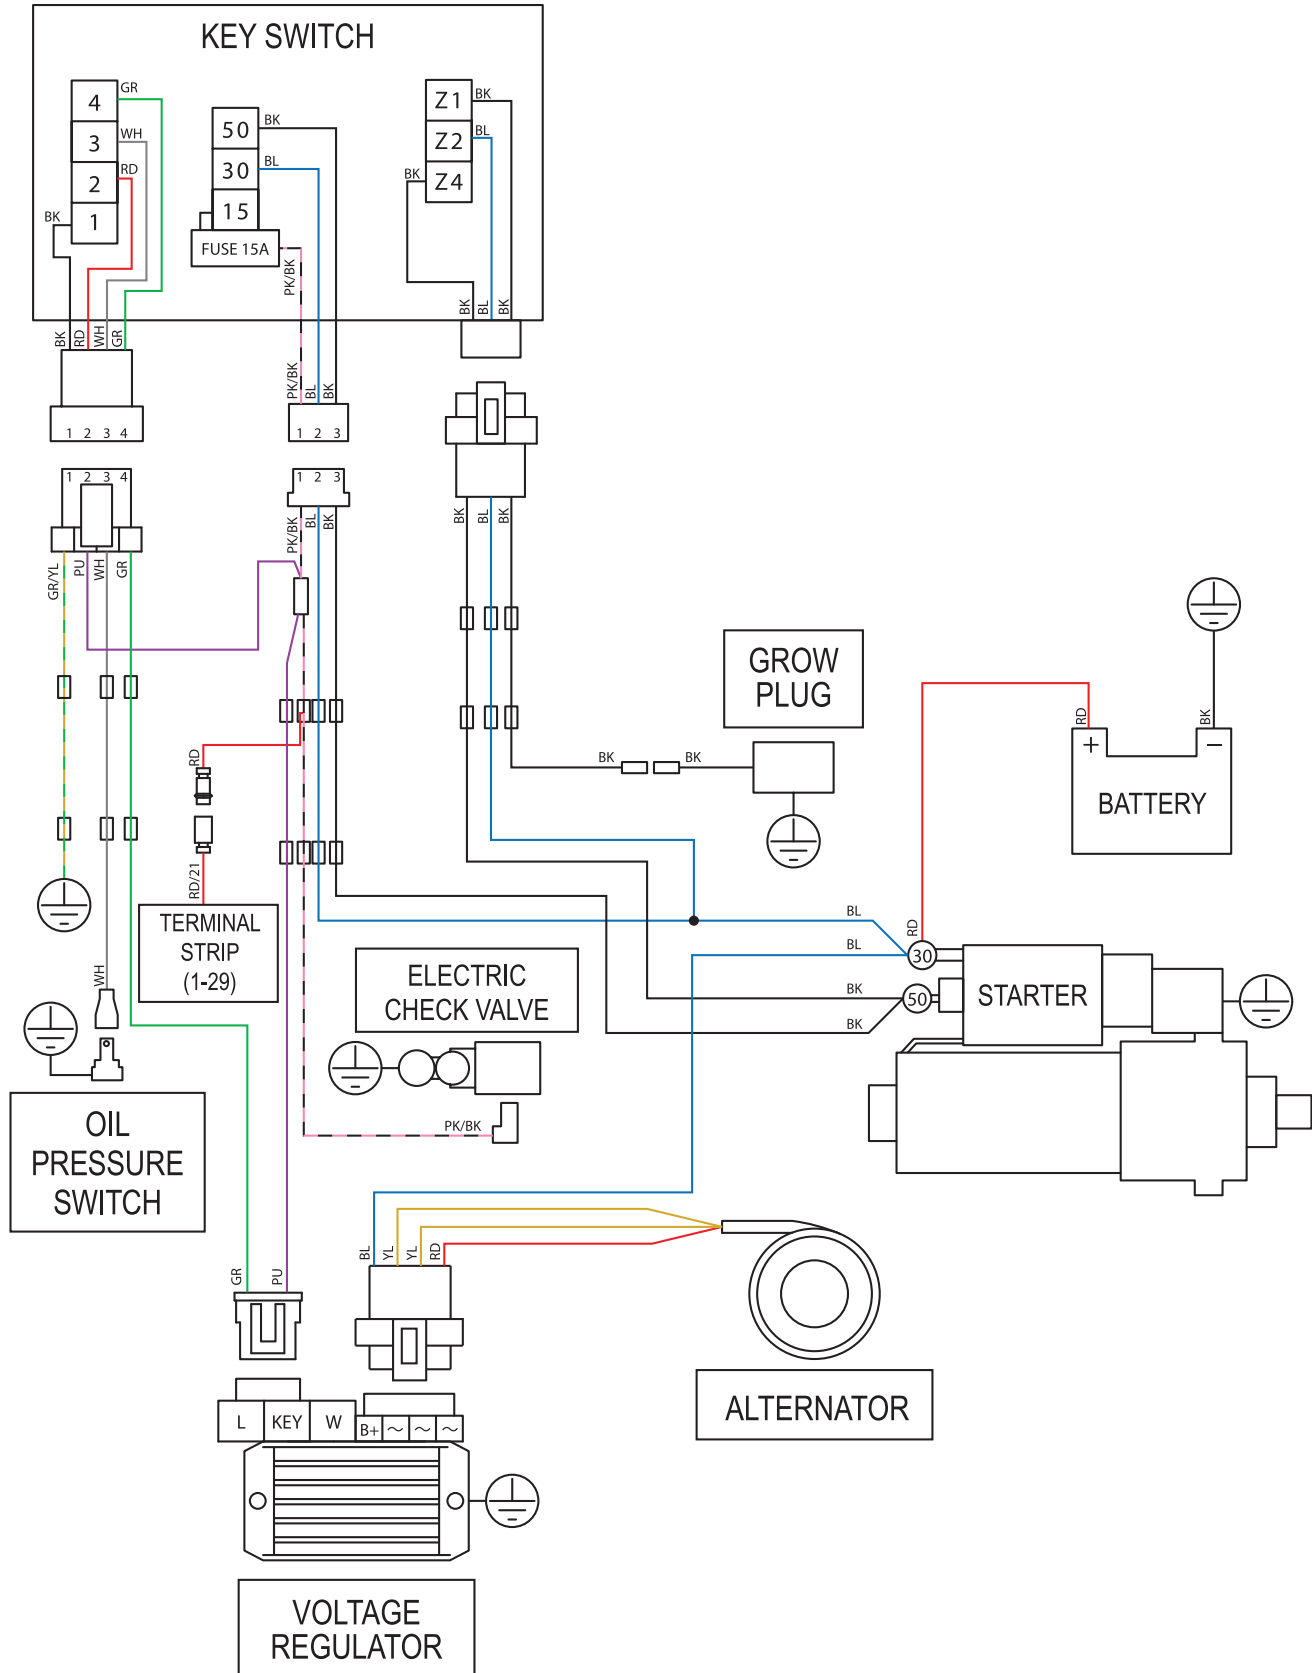 KEY SWITCH
4 GR
3 WH
2 RD
BK 1
50 BK
30 BL
15
FUSE 15A
PK/BK
Z1 BK
Z2 BL
BK Z4
BK RD WH GR
PK/BK BL BK
BK BL BK
1 2 3 4
1 2 3
1 2 3 4
1 2 3
GR/YL PU WH GR
PK/BK BL BK
BK BL BK
GROW
PLUG
BK BK
RD BK
+ −
BATTERY
RD
RD/21
TERMINAL
STRIP
(1-29)
BL
BL
RD
30
BK
50
BK
STARTER
ELECTRIC
CHECK VALVE
PK/BK
WH
OIL
PRESSURE
SWITCH
GR PU
BL YL YL RD
ALTERNATOR
L KEY W B+ ~ ~ ~
VOLTAGE
REGULATOR